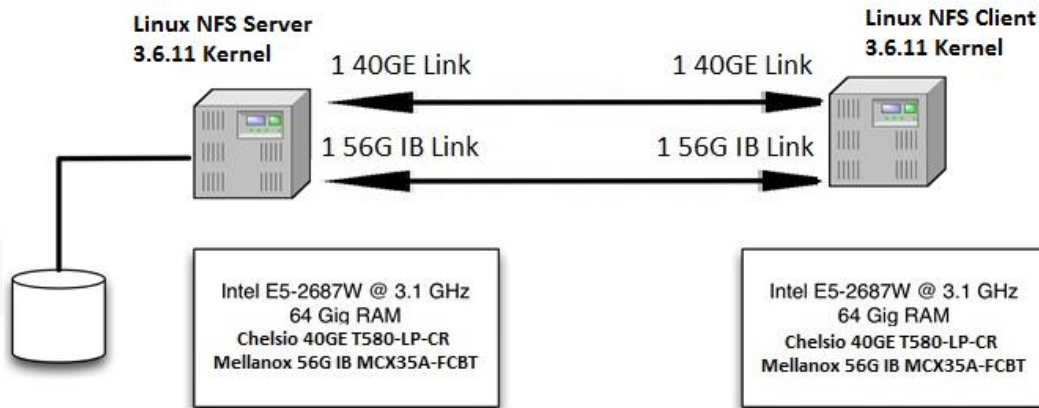 Linux NFS Server
3.6.11 Kernel
Linux NFS Client
3.6.11 Kernel
1 40GE Link
1 40GE Link
1 56G IB Link
1 56G IB Link
Intel E5-2687W @ 3.1 GHz
64 Gig RAM
Chelsio 40GE T580-LP-CR
Mellanox 56G IB MCX35A-FCBT
Intel E5-2687W @ 3.1 GHz
64 Gig RAM
Chelsio 40GE T580-LP-CR
Mellanox 56G IB MCX35A-FCBT